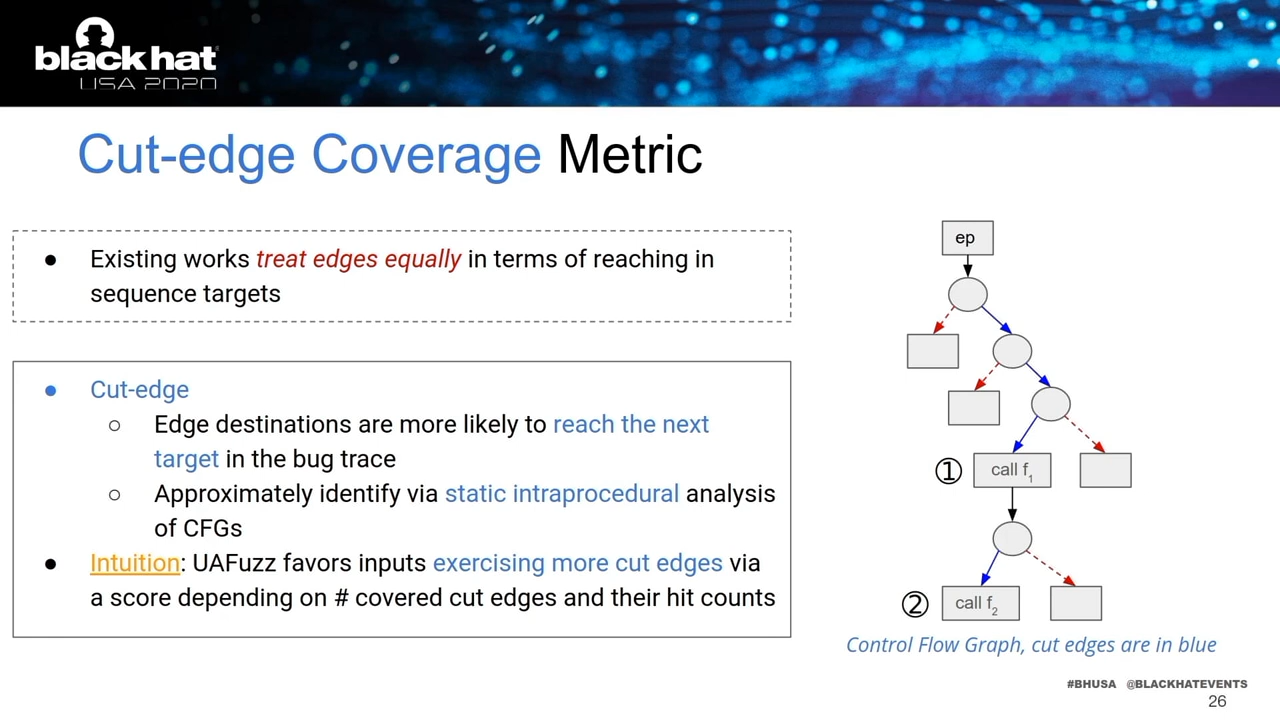 black hat
USA 2020
Cut-edge Coverage Metric
● Existing works treat edges equally in terms of reaching in
sequence targets
● Cut-edge
○ Edge destinations are more likely to reach the next
target in the bug trace
○ Approximately identify via static intraprocedural analysis
of CFGs
● Intuition: UAFuzz favors inputs exercising more cut edges via
a score depending on # covered cut edges and their hit counts
ep
① call f₁
② call f₂
Control Flow Graph, cut edges are in blue
#BHUSA @BLACKHATEVENTS
26